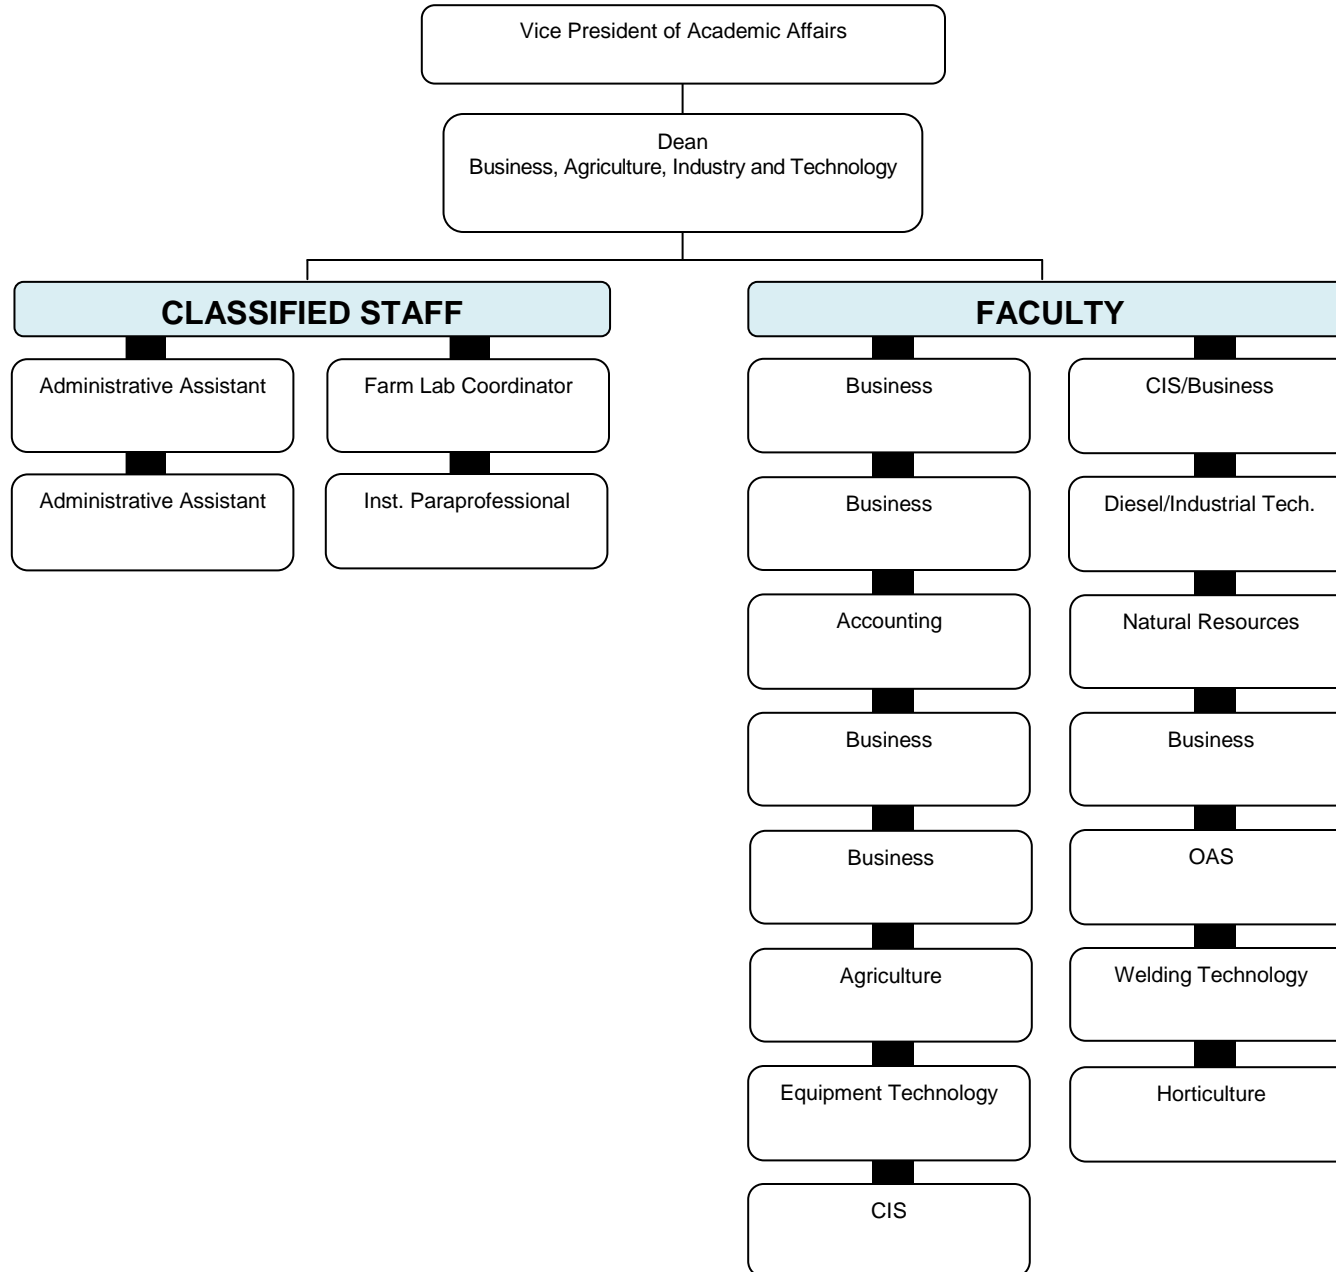 Vice President of Academic Affairs
Dean
Business, Agriculture, Industry and Technology
CLASSIFIED STAFF
Administrative Assistant
Farm Lab Coordinator
Administrative Assistant
Inst. Paraprofessional
FACULTY
Business
CIS/Business
Business
Diesel/Industrial Tech.
Accounting
Natural Resources
Business
Business
Business
OAS
Agriculture
Welding Technology
Equipment Technology
Horticulture
CIS